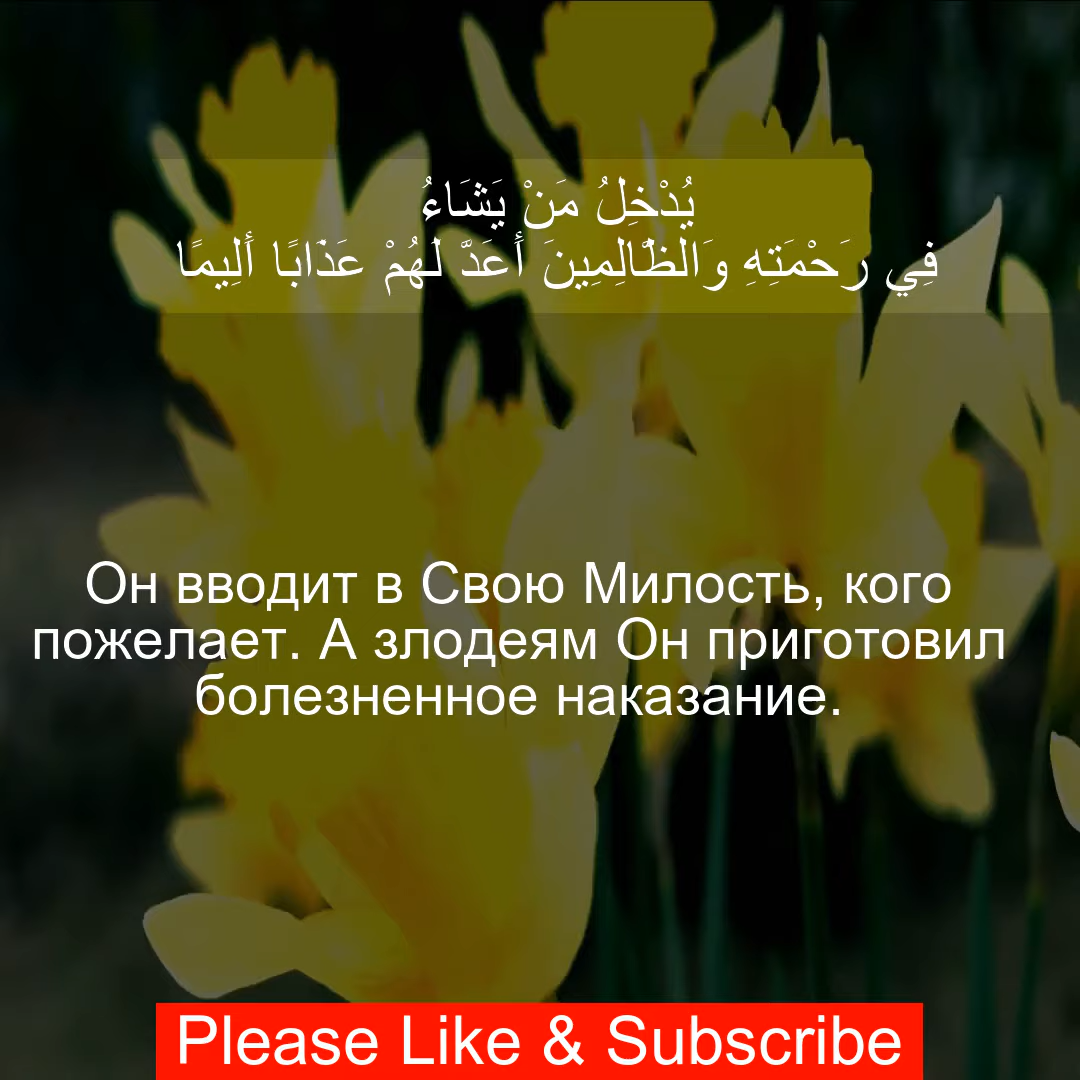 يُدْخِلُ مَنْ يَشَاءُ
فِي رَحْمَتِهِ وَالظَّالِمِينَ أَعَدَّ لَهُمْ عَذَابًا أَلِيمًا
Он вводит в Свою Милость, кого
пожелает. А злодеям Он приготовил
болезненное наказание.
Please Like & Subscribe